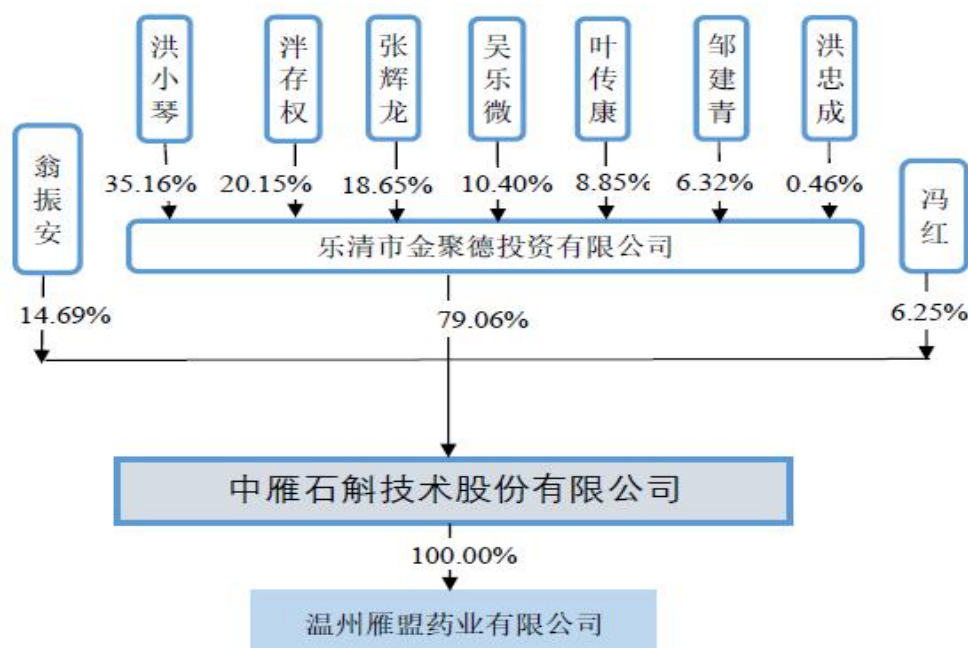 洪小琴
泮存权
张辉龙
吴乐微
叶传康
邹建青
洪忠成
翁振安
冯红
35.16%
20.15%
18.65%
10.40%
8.85%
6.32%
0.46%
乐清市金聚德投资有限公司
14.69%
79.06%
6.25%
中雁石斛技术股份有限公司
100.00%
温州雁盟药业有限公司